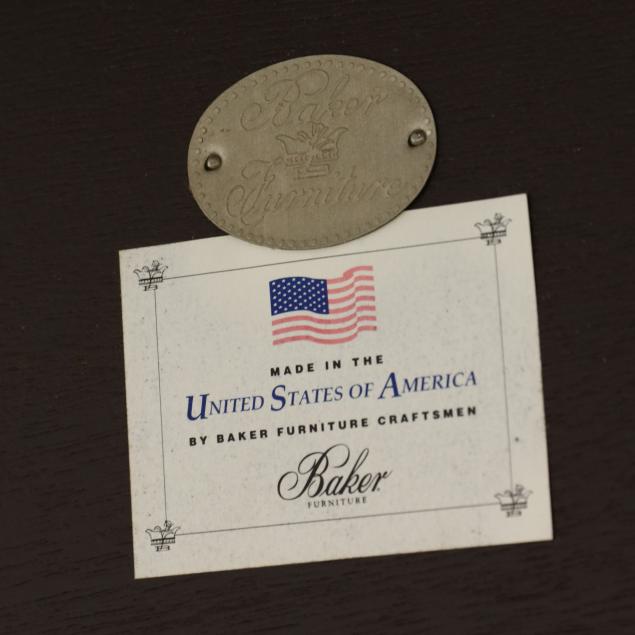 Baker
Furniture
MADE IN THE
UNITED STATES OF AMERICA
BY BAKER FURNITURE CRAFTSMEN
Baker
FURNITURE